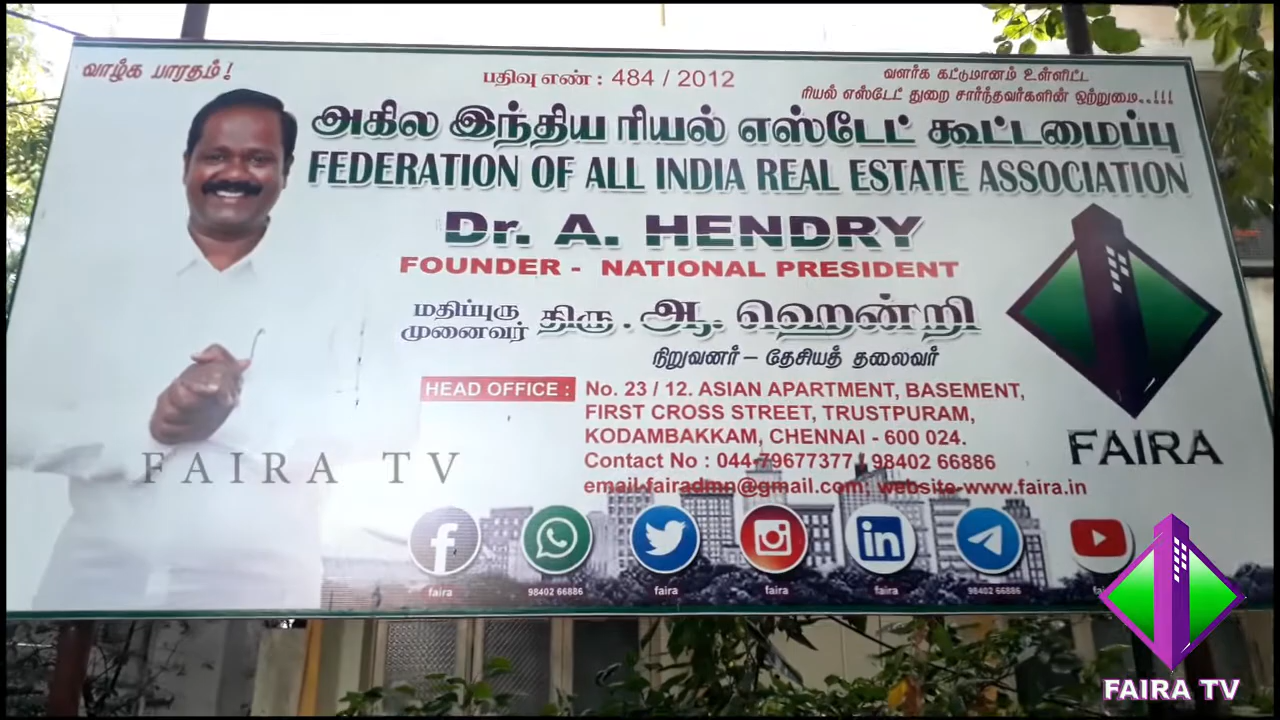 வாழ்க பாரதம்!
பதிவு எண் : 484 / 2012
வளர்க கட்டுமானம் உள்ளிட்ட
ரியல் எஸ்டேட் துறை சார்ந்தவர்களின் ஒற்றுமை..!!!
அகில இந்திய ரியல் எஸ்டேட் கூட்டமைப்பு
FEDERATION OF ALL INDIA REAL ESTATE ASSOCIATION
Dr. A. HENDRY
FOUNDER - NATIONAL PRESIDENT
மதிப்புரு
முனைவர் திரு. ஆ. ஹென்றி
நிறுவனர் – தேசியத் தலைவர்
HEAD OFFICE : No. 23 / 12. ASIAN APARTMENT, BASEMENT,
FIRST CROSS STREET, TRUSTPURAM,
KODAMBAKKAM, CHENNAI - 600 024.
Contact No : 044-79677377 / 98402 66886
email-fairadmn@gmail.com; website-www.faira.in
FAIRA
FAIRA TV
faira 98402 66886 faira faira faira 98402 66886
FAIRA TV